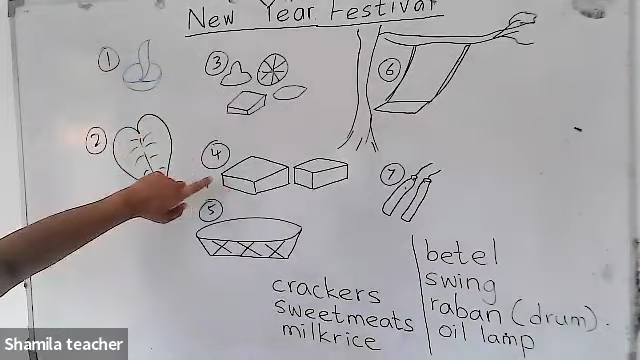 New Year Festival
1
2
3
4
5
6
7
crackers
sweetmeats
milkrice
betel
swing
raban (drum).
oil lamp
Shamila teacher